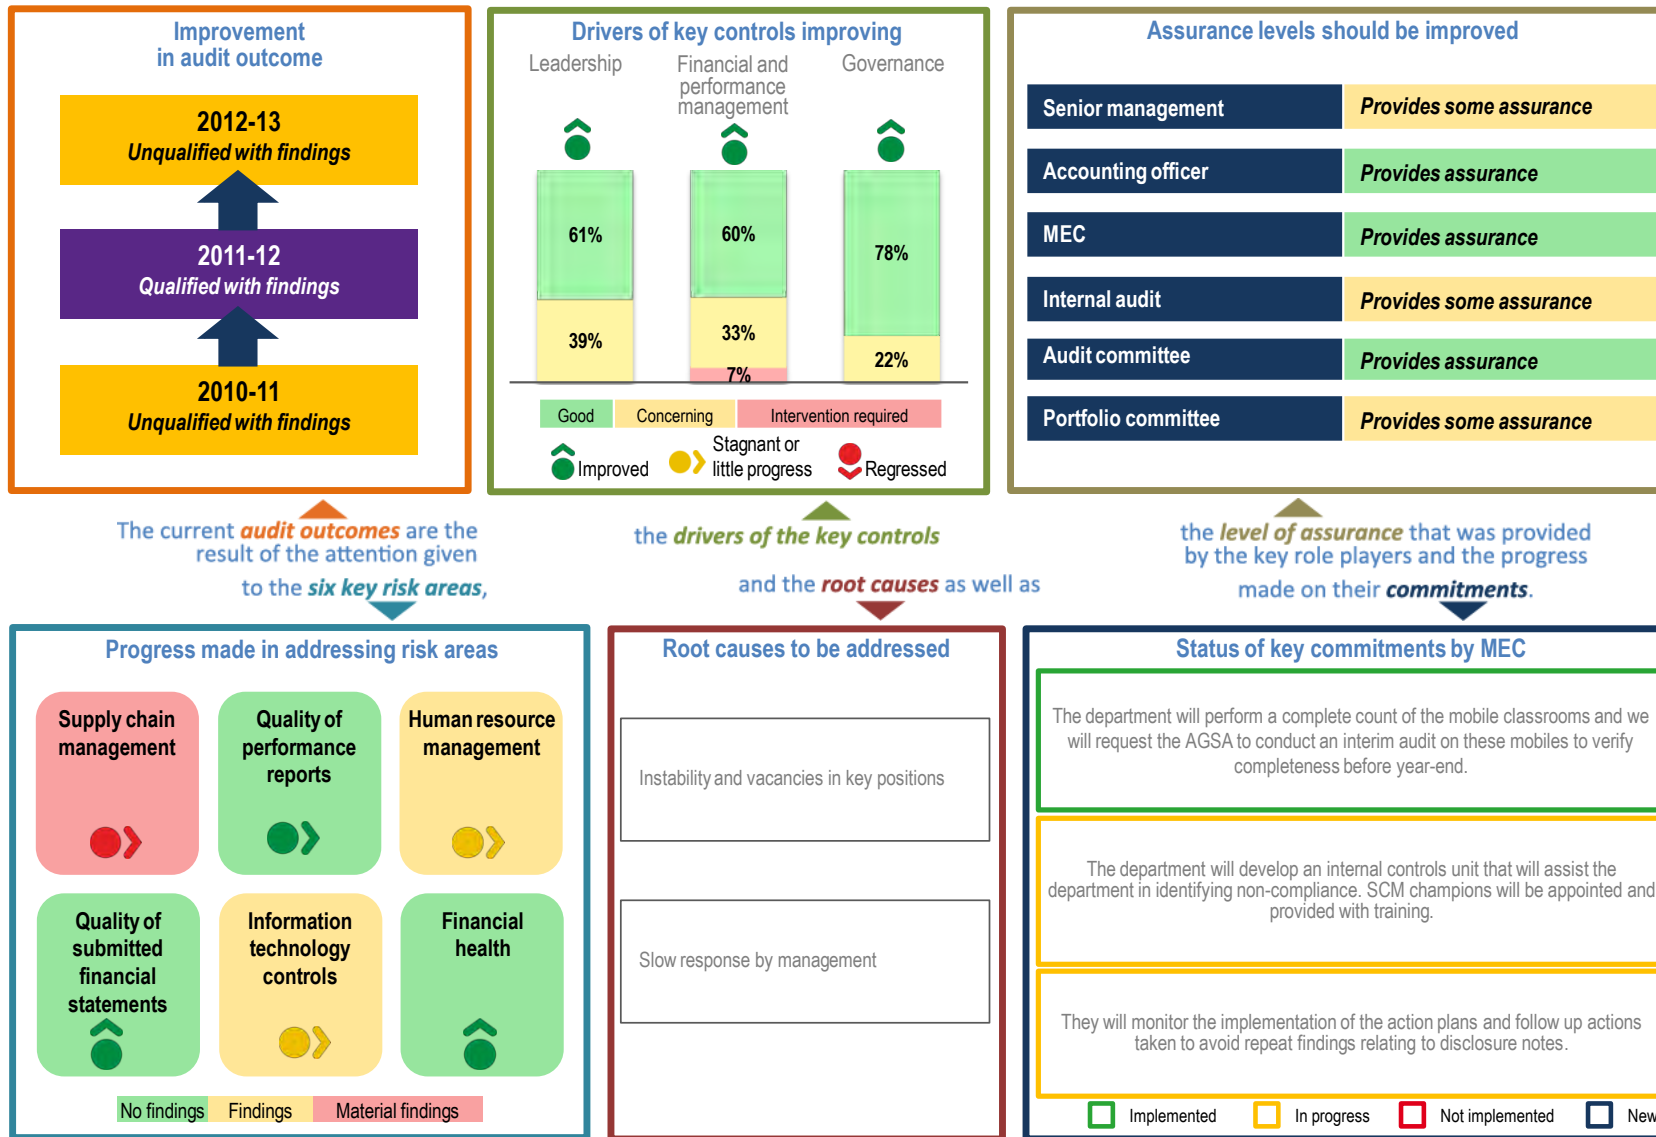 Improvement
in audit outcome
2012-13
Unqualified with findings
2011-12
Qualified with findings
2010-11
Unqualified with findings
Drivers of key controls improving
Leadership
Financial and
performance
management
Governance
61%
60%
78%
39%
33%
22%
7%
Good
Concerning
Intervention required
Improved
Stagnant or
little progress
Regressed
Assurance levels should be improved
Senior management
Provides some assurance
Accounting officer
Provides assurance
MEC
Provides assurance
Internal audit
Provides some assurance
Audit committee
Provides assurance
Portfolio committee
Provides some assurance
The current audit outcomes are the
result of the attention given
to the six key risk areas,
the drivers of the key controls
and the root causes as well as
the level of assurance that was provided
by the key role players and the progress
made on their commitments.
Progress made in addressing risk areas
Supply chain
management
Quality of
performance
reports
Human resource
management
Quality of
submitted
financial
statements
Information
technology
controls
Financial
health
No findings
Findings
Material findings
Root causes to be addressed
Instability and vacancies in key positions
Slow response by management
Status of key commitments by MEC
The department will perform a complete count of the mobile classrooms and we
will request the AGSA to conduct an interim audit on these mobiles to verify
completeness before year-end.
The department will develop an internal controls unit that will assist the
department in identifying non-compliance. SCM champions will be appointed and
provided with training.
They will monitor the implementation of the action plans and follow up actions
taken to avoid repeat findings relating to disclosure notes.
Implemented
In progress
Not implemented
New